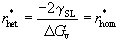 r*het = −2γSL / ΔGv = r*hom